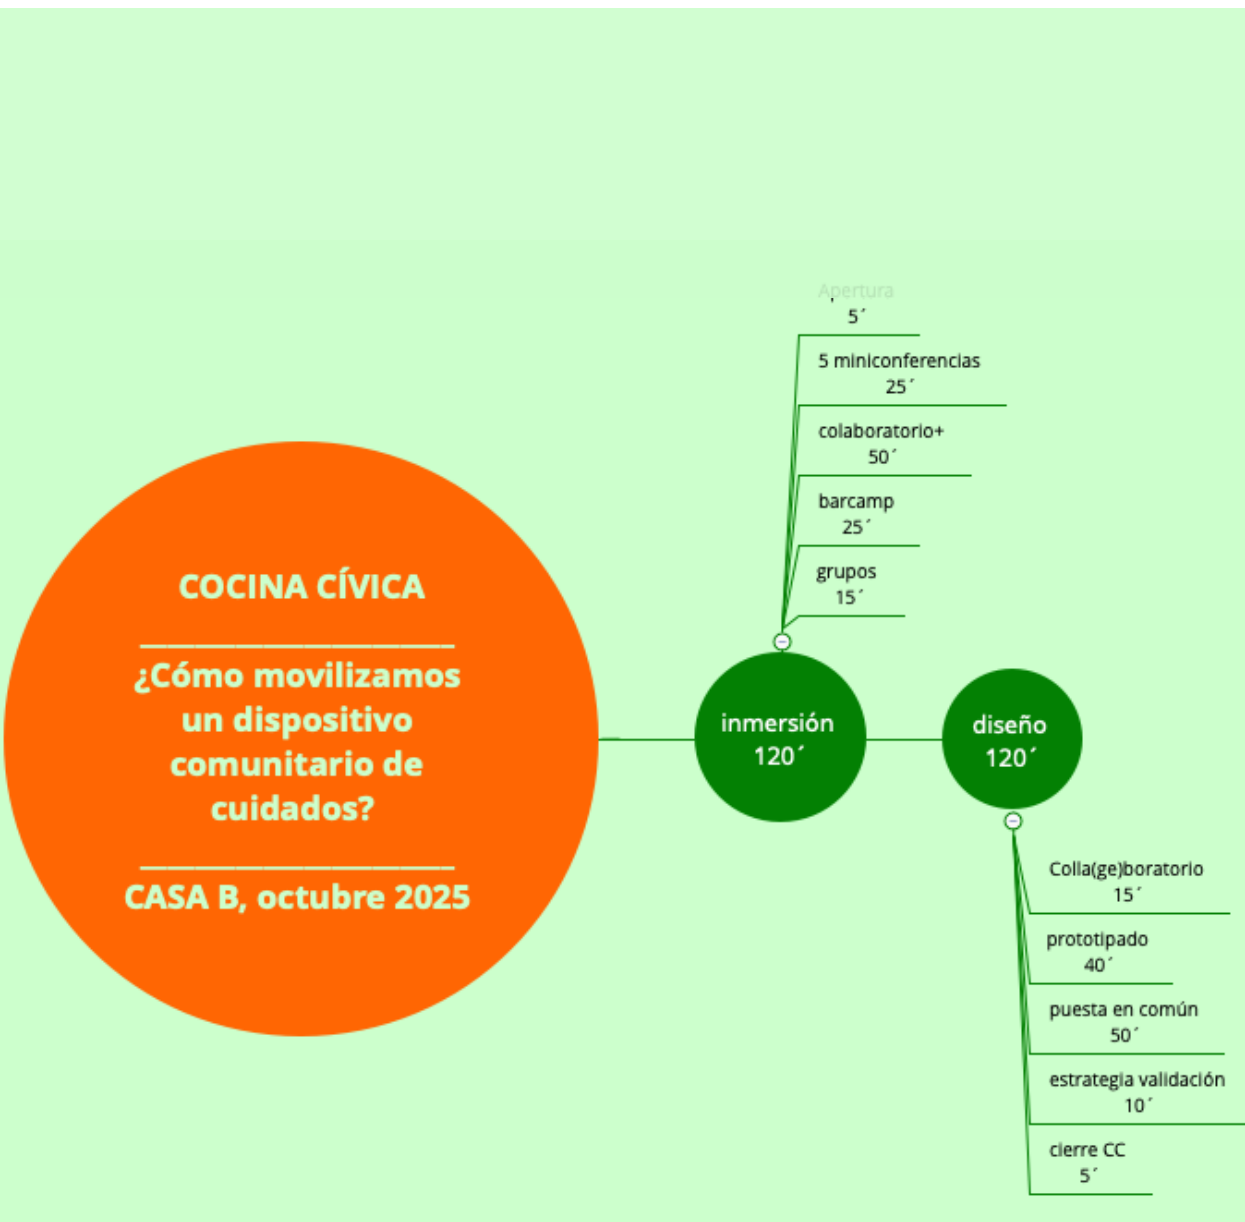 COCINA CÍVICA
¿Cómo movilizamos
un dispositivo
comunitario de
cuidados?
CASA B, octubre 2025
inmersión
120´
Apertura
5´
5 miniconferencias
25´
colaboratorio+
50´
barcamp
25´
grupos
15´
diseño
120´
Colla(ge)boratorio
15´
prototipado
40´
puesta en común
50´
estrategia validación
10´
cierre CC
5´